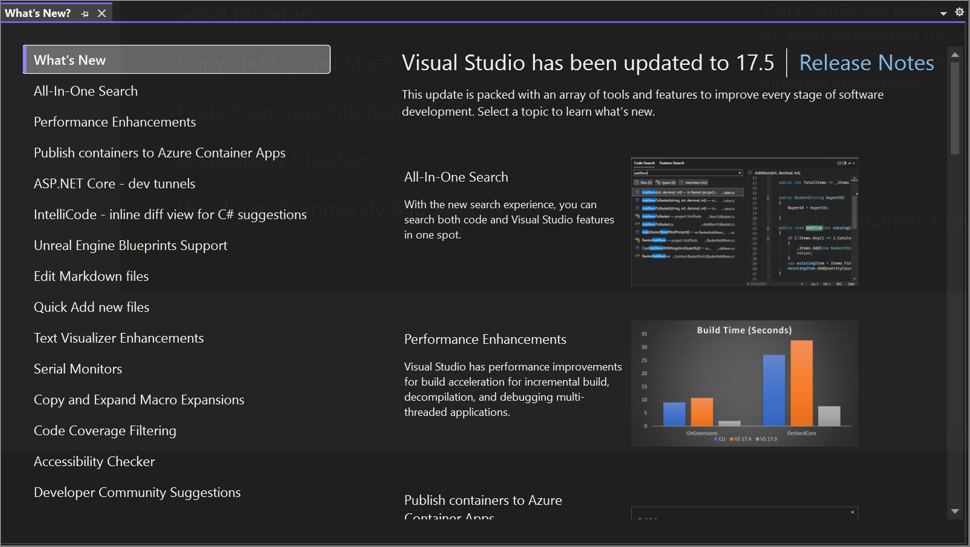 What's New?
What's New
All-In-One Search
Performance Enhancements
Publish containers to Azure Container Apps
ASP.NET Core - dev tunnels
IntelliCode - inline diff view for C# suggestions
Unreal Engine Blueprints Support
Edit Markdown files
Quick Add new files
Text Visualizer Enhancements
Serial Monitors
Copy and Expand Macro Expansions
Code Coverage Filtering
Accessibility Checker
Developer Community Suggestions
Visual Studio has been updated to 17.5 | Release Notes
This update is packed with an array of tools and features to improve every stage of software
development. Select a topic to learn what's new.
All-In-One Search
With the new search experience, you can
search both code and Visual Studio features
in one spot.
Code Search Feature Search
Performance Enhancements
Visual Studio has performance improvements
for build acceleration for incremental build,
decompilation, and debugging multi-
threaded applications.
Build Time (Seconds)
35
30
25
20
15
10
5
0
GitExtensions OrchardCore
CLI VS 17.4 VS 17.5
Publish containers to Azure
Container Apps